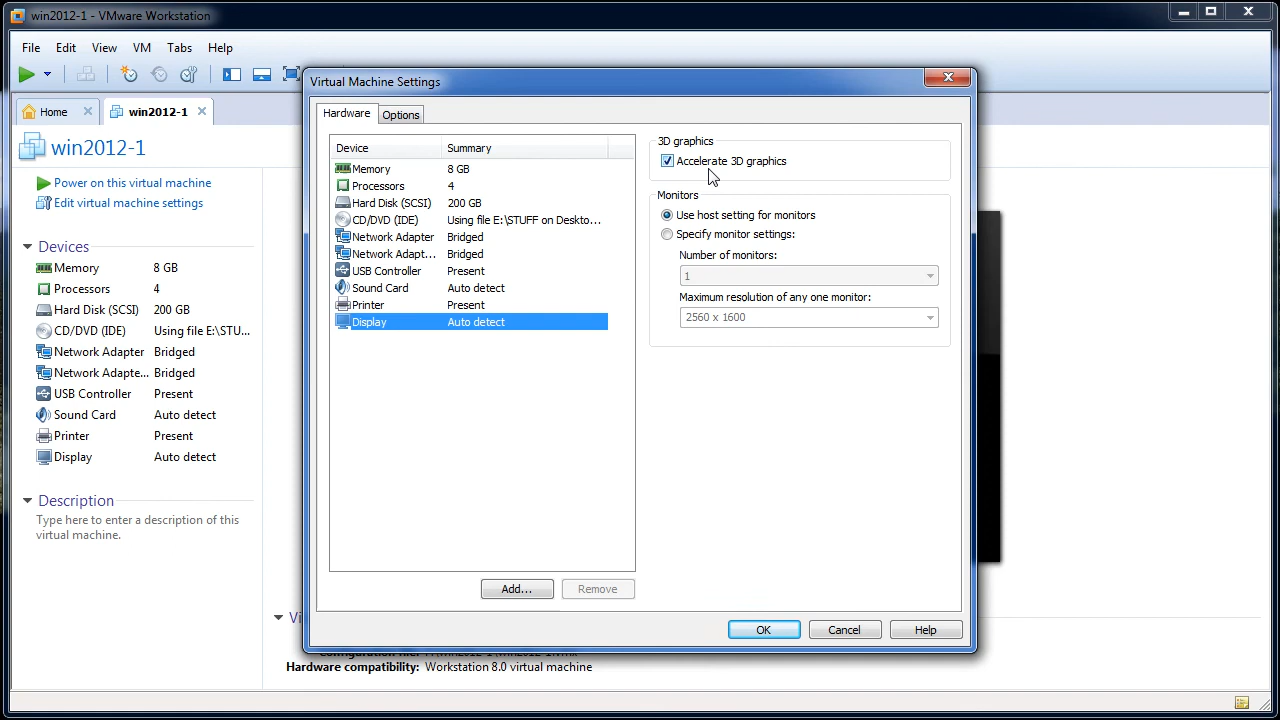 win2012-1 - VMware Workstation
File Edit View VM Tabs Help
Home win2012-1
win2012-1
Power on this virtual machine
Edit virtual machine settings
Devices
Memory 8 GB
Processors 4
Hard Disk (SCSI) 200 GB
CD/DVD (IDE) Using file E:\STU...
Network Adapter Bridged
Network Adapte... Bridged
USB Controller Present
Sound Card Auto detect
Printer Present
Display Auto detect
Description
Type here to enter a description of this
virtual machine.
Virtual Machine Settings
Hardware Options
Device Summary
Memory 8 GB
Processors 4
Hard Disk (SCSI) 200 GB
CD/DVD (IDE) Using file E:\STUFF on Deskto...
Network Adapter Bridged
Network Adapt... Bridged
USB Controller Present
Sound Card Auto detect
Printer Present
Display Auto detect
Add... Remove
3D graphics
Accelerate 3D graphics
Monitors
Use host setting for monitors
Specify monitor settings:
Number of monitors:
1
Maximum resolution of any one monitor:
2560 x 1600
OK Cancel Help
Hardware compatibility: Workstation 8.0 virtual machine